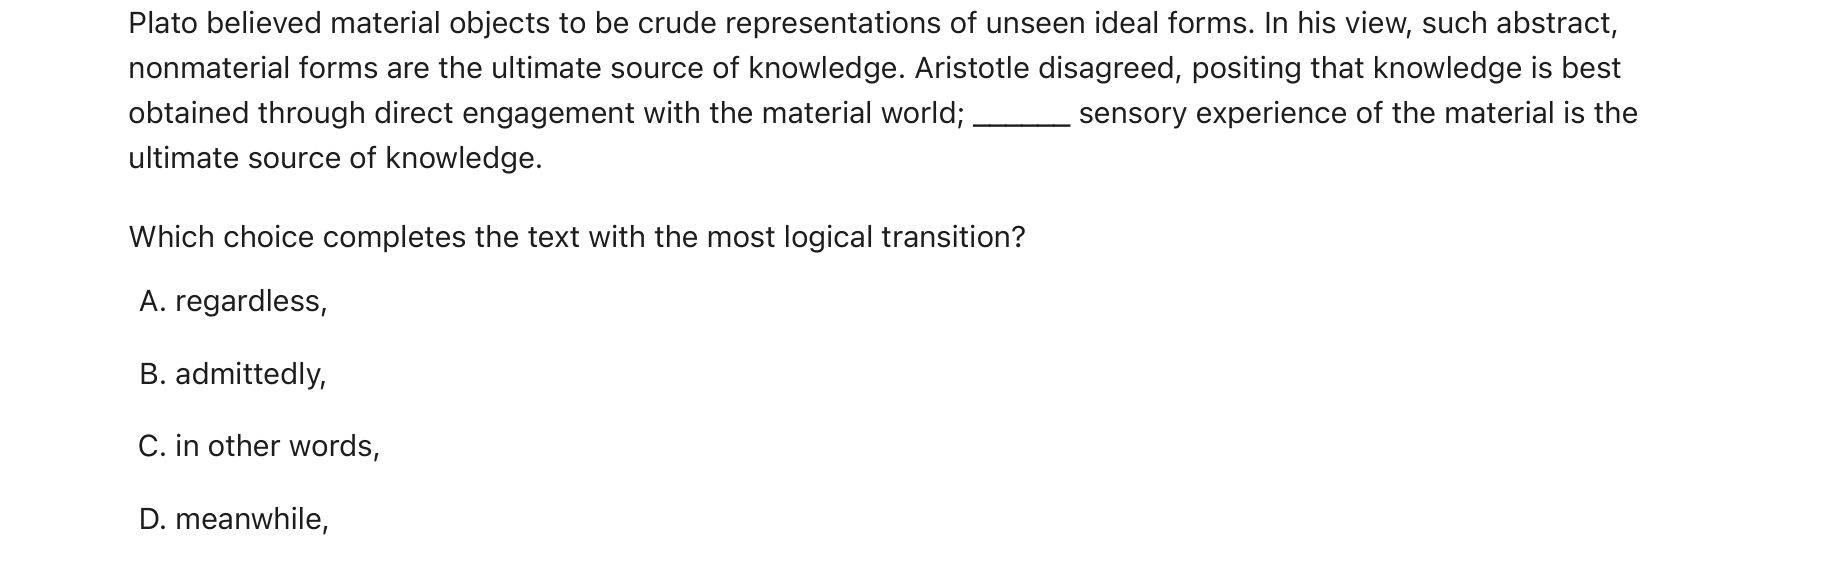 Plato believed material objects to be crude representations of unseen ideal forms. In his view, such abstract,
nonmaterial forms are the ultimate source of knowledge. Aristotle disagreed, positing that knowledge is best
obtained through direct engagement with the material world; ______ sensory experience of the material is the
ultimate source of knowledge.
Which choice completes the text with the most logical transition?
A. regardless,
B. admittedly,
C. in other words,
D. meanwhile,